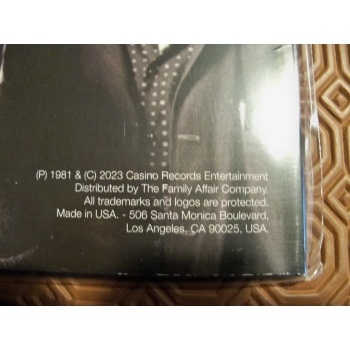 (P) 1981 & (C) 2023 Casino Records Entertainment
Distributed by The Family Affair Company.
All trademarks and logos are protected.
Made in USA. - 506 Santa Monica Boulevard.
Los Angeles, CA 90025, USA.